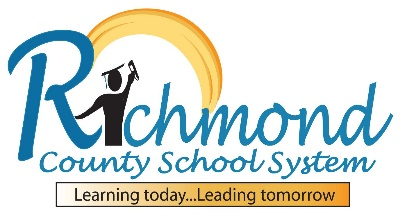 Richmond
County School System
Learning today...Leading tomorrow